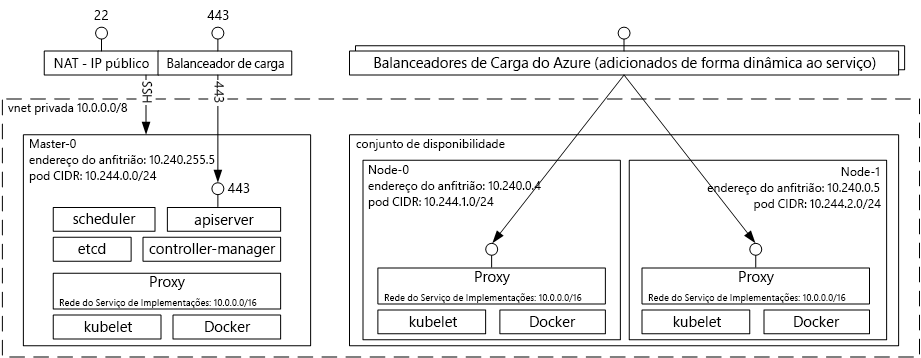 22
443
NAT - IP público
Balanceador de carga
Balanceadores de Carga do Azure (adicionados de forma dinâmica ao serviço)
SSH
443
vnet privada 10.0.0.0/8
Master-0
endereço do anfitrião: 10.240.255.5
pod CIDR: 10.244.0.0/24
443
scheduler
apiserver
etcd
controller-manager
Proxy
Rede do Serviço de Implementações: 10.0.0.0/16
kubelet
Docker
conjunto de disponibilidade
Node-0
endereço do anfitrião: 10.240.0.4
pod CIDR: 10.244.1.0/24
Proxy
Rede do Serviço de Implementações: 10.0.0.0/16
kubelet
Docker
Node-1
endereço do anfitrião: 10.240.0.5
pod CIDR: 10.244.2.0/24
Proxy
Rede do Serviço de Implementações: 10.0.0.0/16
kubelet
Docker